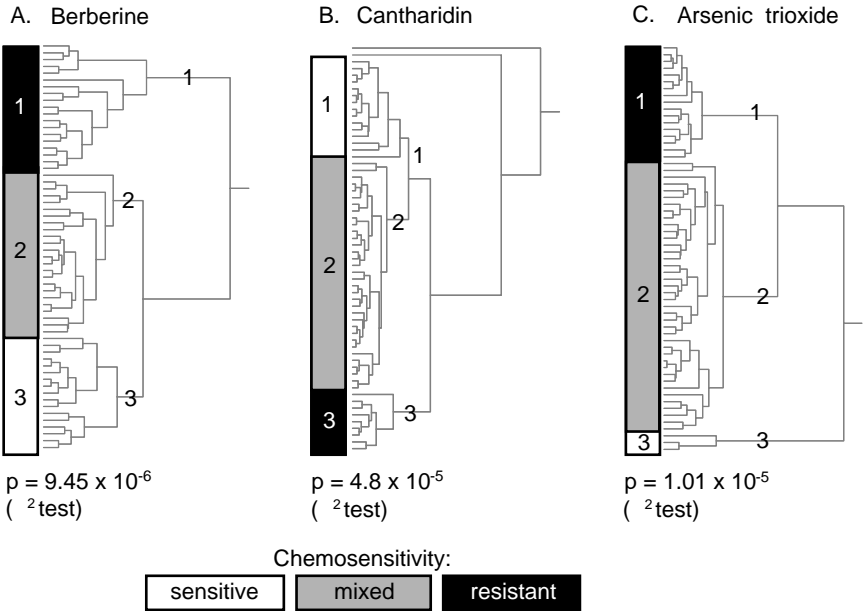 A. Berberine
B. Cantharidin
C. Arsenic trioxide
1
2
3
1
2
3
p = 9.45 x 10-6
( 2 test)
1
2
3
1
2
3
p = 4.8 x 10-5
( 2 test)
1
2
3
1
2
3
p = 1.01 x 10-5
( 2 test)
Chemosensitivity:
sensitive mixed resistant